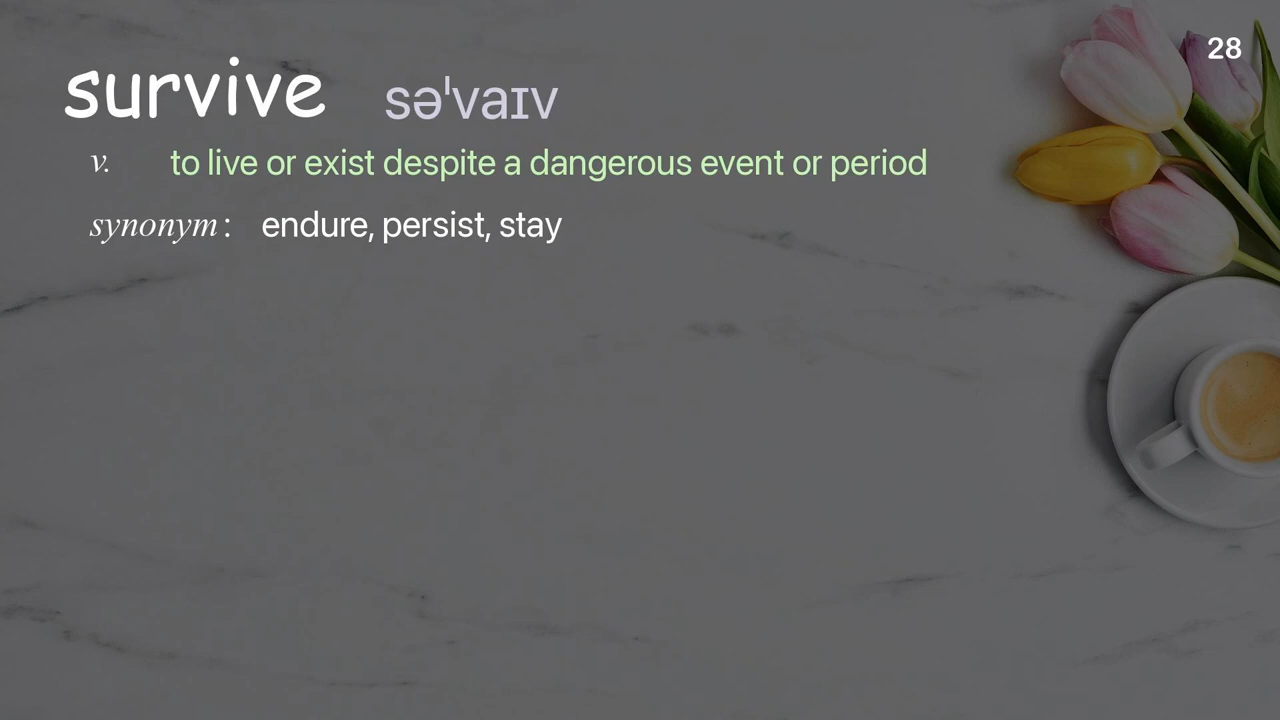 28
survive səˈvaɪv
v. to live or exist despite a dangerous event or period
synonym: endure, persist, stay